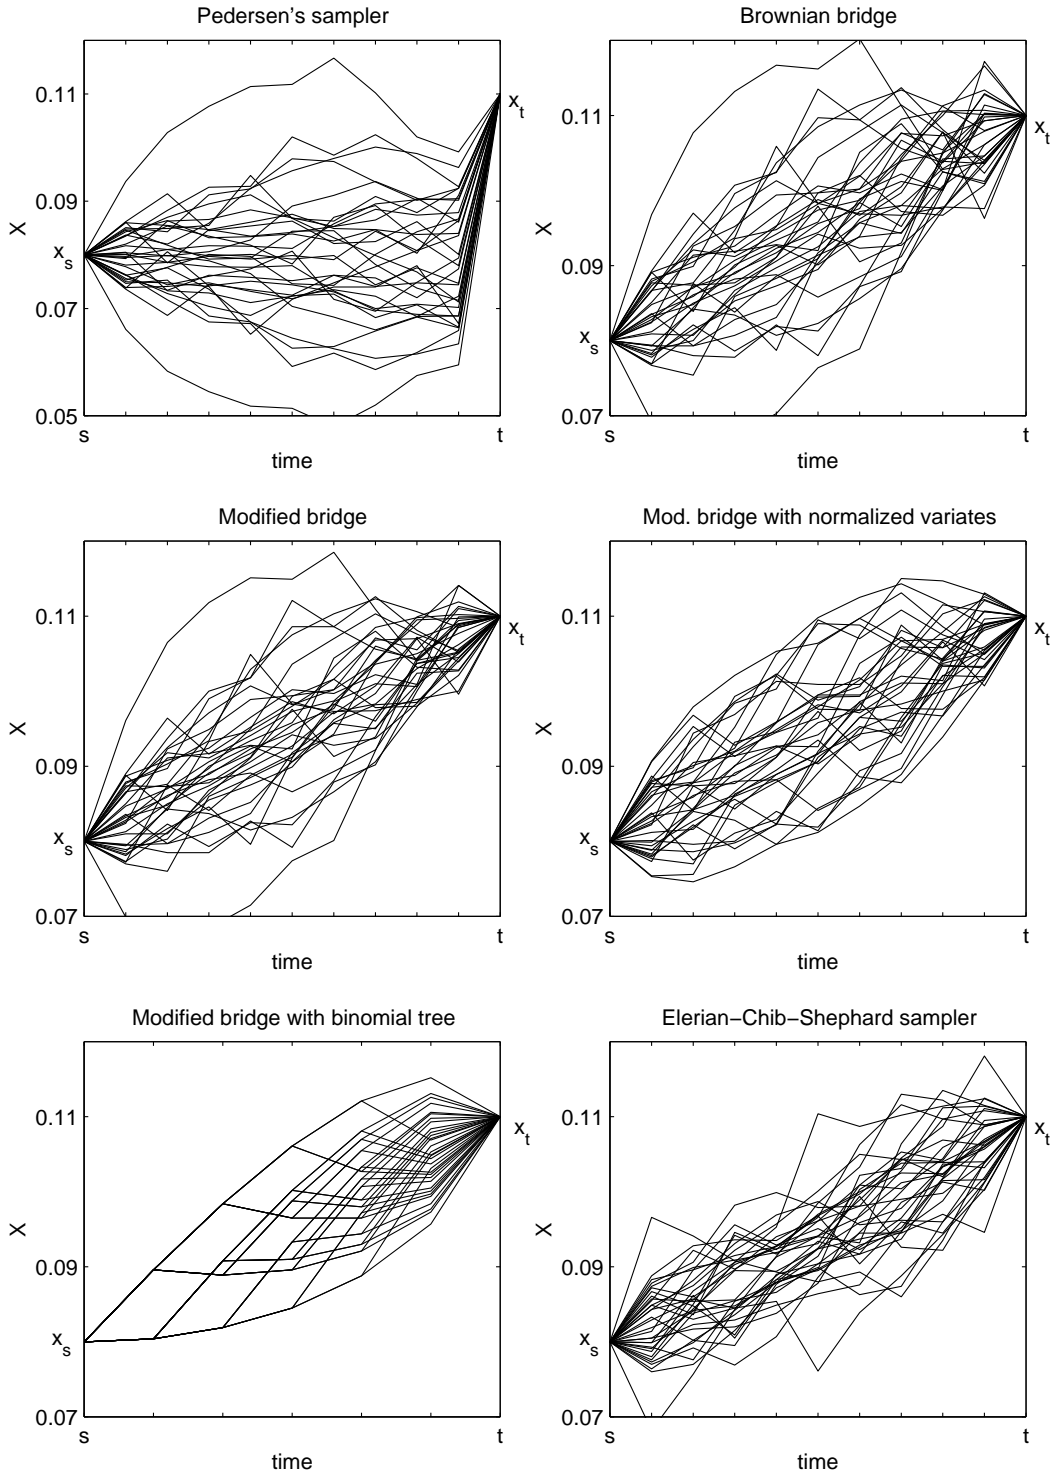 Pedersen's sampler
0.11
0.09
0.07
0.05
X
x_s
x_t
s
t
time
Brownian bridge
0.11
0.09
0.07
X
x_s
x_t
s
t
time
Modified bridge
0.11
0.09
0.07
X
x_s
x_t
s
t
time
Mod. bridge with normalized variates
0.11
0.09
0.07
X
x_s
x_t
s
t
time
Modified bridge with binomial tree
0.11
0.09
0.07
X
x_s
x_t
s
t
time
Elerian−Chib−Shephard sampler
0.11
0.09
0.07
X
x_s
x_t
s
t
time